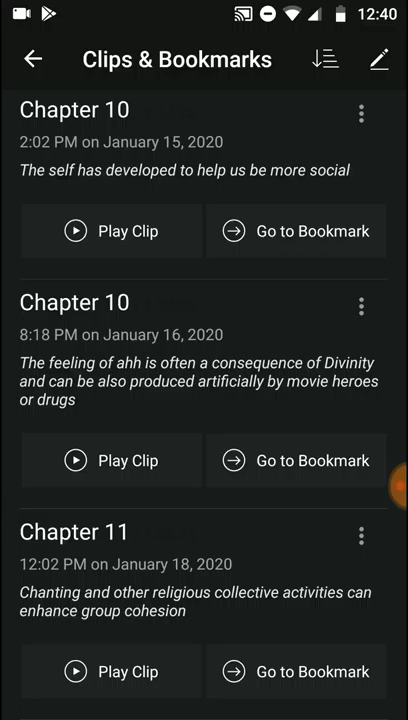 12:40
Clips & Bookmarks
Chapter 10
2:02 PM on January 15, 2020
The self has developed to help us be more social
Play Clip
Go to Bookmark
Chapter 10
8:18 PM on January 16, 2020
The feeling of ahh is often a consequence of Divinity
and can be also produced artificially by movie heroes
or drugs
Play Clip
Go to Bookmark
Chapter 11
12:02 PM on January 18, 2020
Chanting and other religious collective activities can
enhance group cohesion
Play Clip
Go to Bookmark